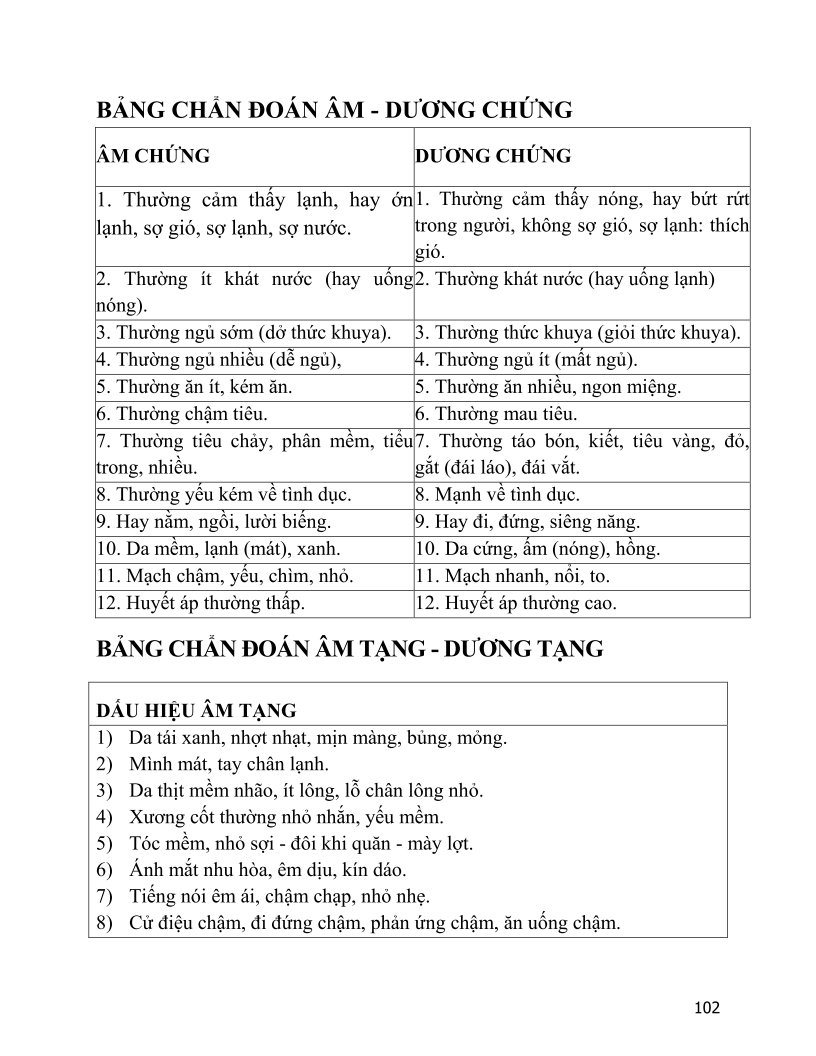 BẢNG CHẨN ĐOÁN ÂM - DƯƠNG CHỨNG
ÂM CHỨNG
DƯƠNG CHỨNG
1. Thường cảm thấy lạnh, hay ớn
lạnh, sợ gió, sợ lạnh, sợ nước.
1. Thường cảm thấy nóng, hay bứt rứt
trong người, không sợ gió, sợ lạnh: thích
gió.
2. Thường ít khát nước (hay uống
nóng).
2. Thường khát nước (hay uống lạnh)
3. Thường ngủ sớm (dở thức khuya).
3. Thường thức khuya (giỏi thức khuya).
4. Thường ngủ nhiều (dễ ngủ),
4. Thường ngủ ít (mất ngủ).
5. Thường ăn ít, kém ăn.
5. Thường ăn nhiều, ngon miệng.
6. Thường chậm tiêu.
6. Thường mau tiêu.
7. Thường tiêu chảy, phân mềm, tiểu
trong, nhiều.
7. Thường táo bón, kiết, tiêu vàng, đỏ,
gắt (đái láo), đái vắt.
8. Thường yếu kém về tình dục.
8. Mạnh về tình dục.
9. Hay nằm, ngồi, lười biếng.
9. Hay đi, đứng, siêng năng.
10. Da mềm, lạnh (mát), xanh.
10. Da cứng, ấm (nóng), hồng.
11. Mạch chậm, yếu, chìm, nhỏ.
11. Mạch nhanh, nổi, to.
12. Huyết áp thường thấp.
12. Huyết áp thường cao.
BẢNG CHẨN ĐOÁN ÂM TẠNG - DƯƠNG TẠNG
DẤU HIỆU ÂM TẠNG
1) Da tái xanh, nhợt nhạt, mịn màng, bủng, mỏng.
2) Mình mát, tay chân lạnh.
3) Da thịt mềm nhão, ít lông, lỗ chân lông nhỏ.
4) Xương cốt thường nhỏ nhắn, yếu mềm.
5) Tóc mềm, nhỏ sợi - đôi khi quăn - mày lợt.
6) Ánh mắt nhu hòa, êm dịu, kín dáo.
7) Tiếng nói êm ái, chậm chạp, nhỏ nhẹ.
8) Cử điệu chậm, đi đứng chậm, phản ứng chậm, ăn uống chậm.
102